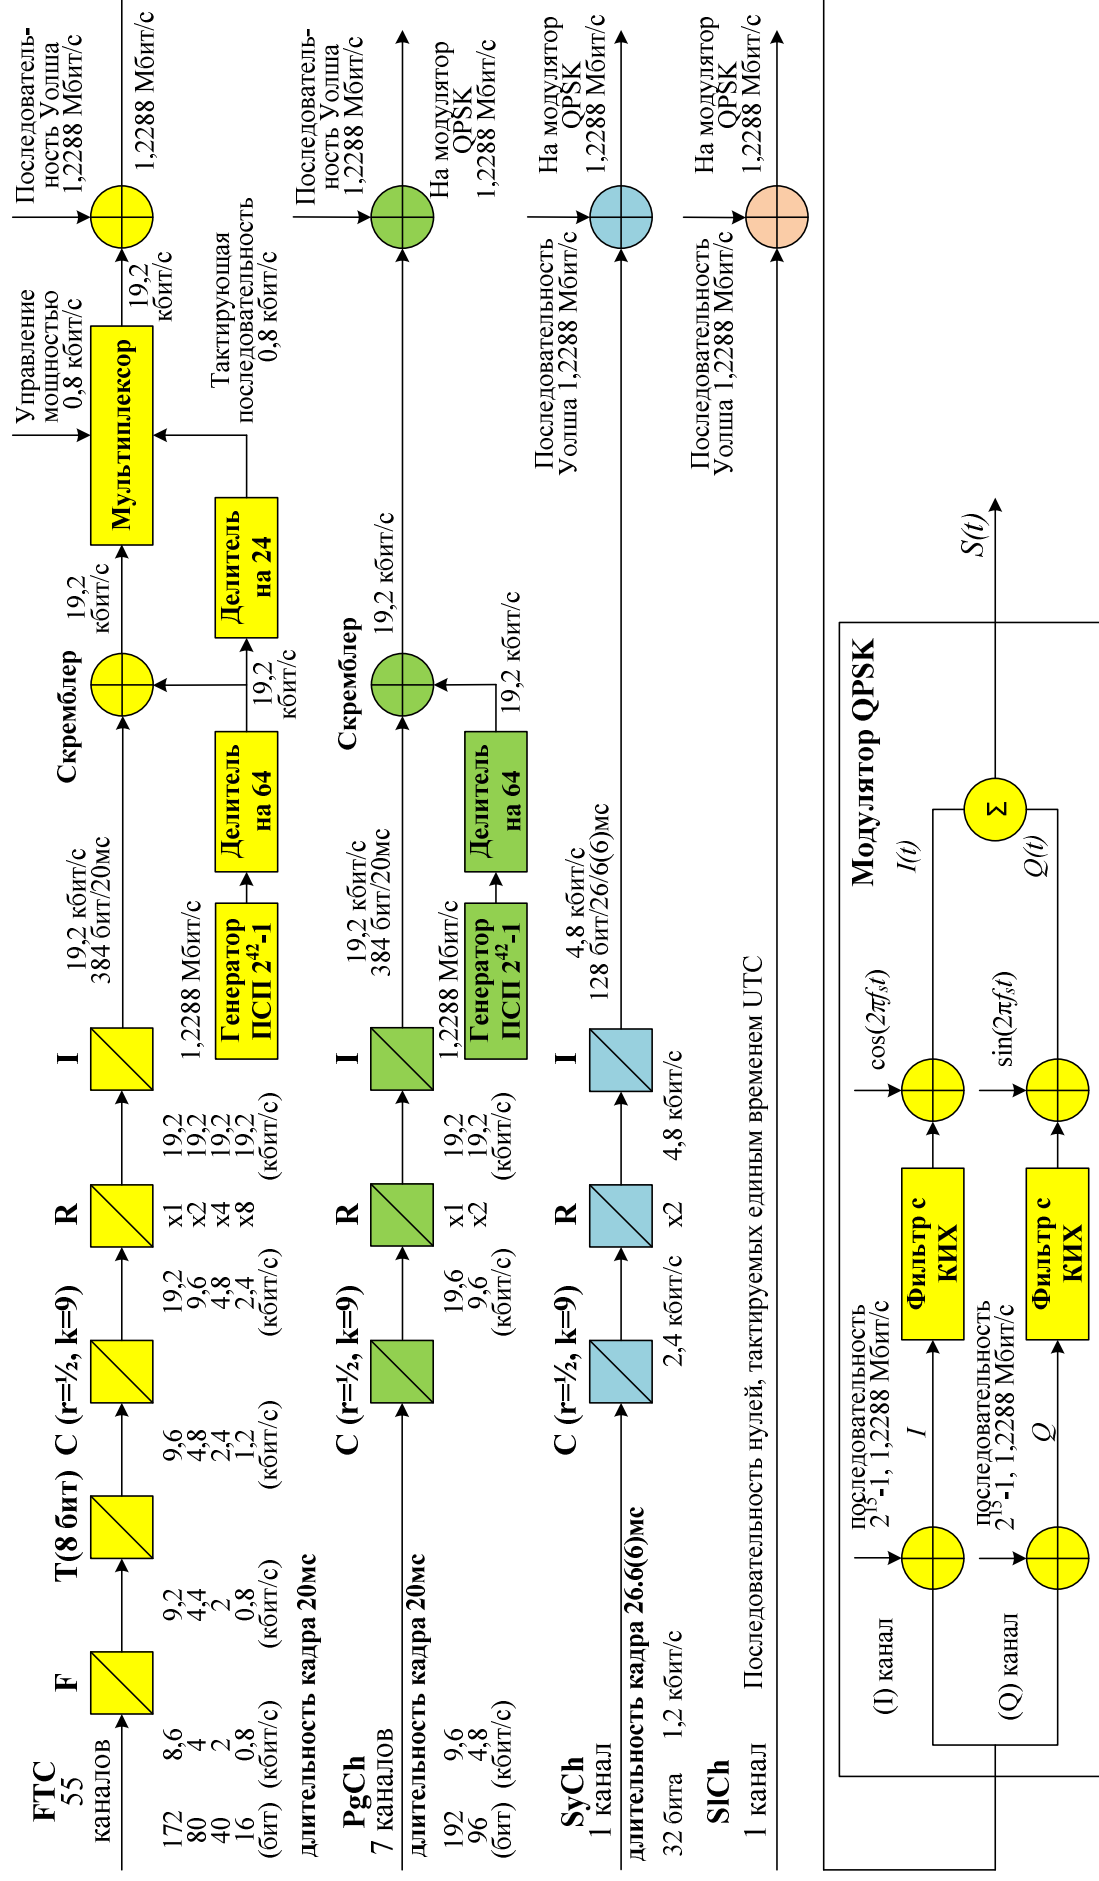 FTC
55
каналов
F
T(8 бит)
C (r=½, k=9)
R
I
19,2 кбит/с
384 бит/20мс
Скремблер
19,2
кбит/с
Мультиплексор
Управление
мощностью
0,8 кбит/с
19,2
кбит/с
Последователь-
ность Уолша
1,2288 Мбит/с
1,2288 Мбит/с
172
80
40
16
(бит)
8,6
4
2
0,8
(кбит/с)
9,2
4,4
2
0,8
(кбит/с)
9,6
4,8
2,4
1,2
(кбит/с)
19,2
9,6
4,8
2,4
(кбит/с)
x1
x2
x4
x8
19,2
19,2
19,2
19,2
(кбит/с)
1,2288 Мбит/с
Генератор
ПСП 2⁴²-1
Делитель
на 64
19,2
кбит/с
Делитель
на 24
Тактирующая
последовательность
0,8 кбит/с
длительность кадра 20мс
PgCh
7 каналов
длительность кадра 20мс
C (r=½, k=9)
R
I
19,2 кбит/с
384 бит/20мс
Скремблер
19,2 кбит/с
Последователь-
ность Уолша
1,2288 Мбит/с
На модулятор
QPSK
1,2288 Мбит/с
192
96
(бит)
9,6
4,8
(кбит/с)
19,6
9,6
(кбит/с)
x1
x2
19,2
19,2
(кбит/с)
1,2288 Мбит/с
Генератор
ПСП 2⁴²-1
Делитель
на 64
19,2 кбит/с
SyCh
1 канал
длительность кадра 26.6(6)мс
32 бита
1,2 кбит/с
C (r=½, k=9)
2,4 кбит/с
R
x2
4,8 кбит/с
I
4,8 кбит/с
128 бит/26/6(6)мс
Последовательность
Уолша 1,2288 Мбит/с
На модулятор
QPSK
1,2288 Мбит/с
SlCh
1 канал
Последовательность нулей, тактируемых единым временем UTC
Последовательность
Уолша 1,2288 Мбит/с
На модулятор
QPSK
1,2288 Мбит/с
Модулятор QPSK
(I) канал
последовательность
2¹⁵-1, 1,2288 Мбит/с
I
Фильтр с
КИХ
cos(2πfₛt)
I(t)
(Q) канал
последовательность
2¹⁵-1, 1,2288 Мбит/с
Q
Фильтр с
КИХ
sin(2πfₛt)
Q(t)
Σ
S(t)